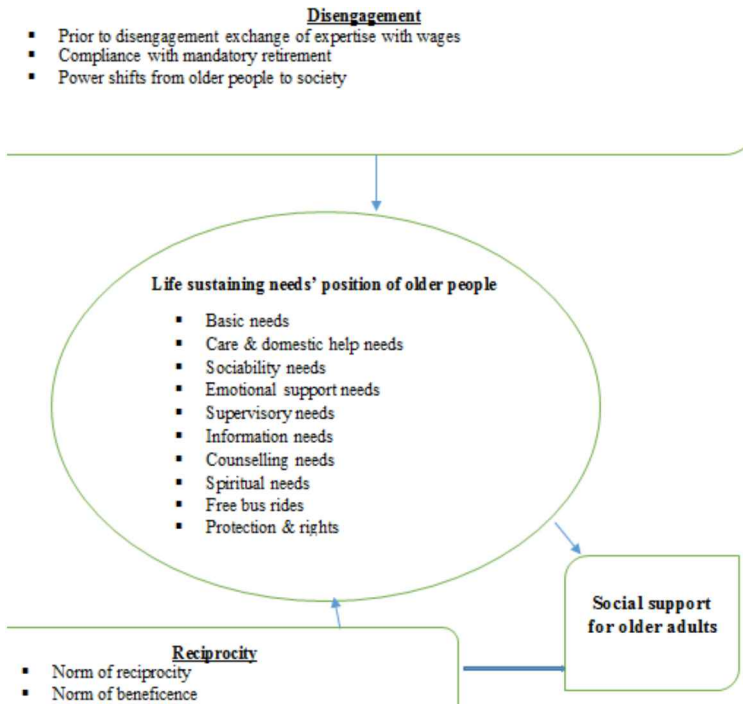 Disengagement
▪ Prior to disengagement exchange of expertise with wages
▪ Compliance with mandatory retirement
▪ Power shifts from older people to society
Life sustaining needs’ position of older people
▪ Basic needs
▪ Care & domestic help needs
▪ Sociability needs
▪ Emotional support needs
▪ Supervisory needs
▪ Information needs
▪ Counselling needs
▪ Spiritual needs
▪ Free bus rides
▪ Protection & rights
Social support
for older adults
Reciprocity
▪ Norm of reciprocity
▪ Norm of beneficence